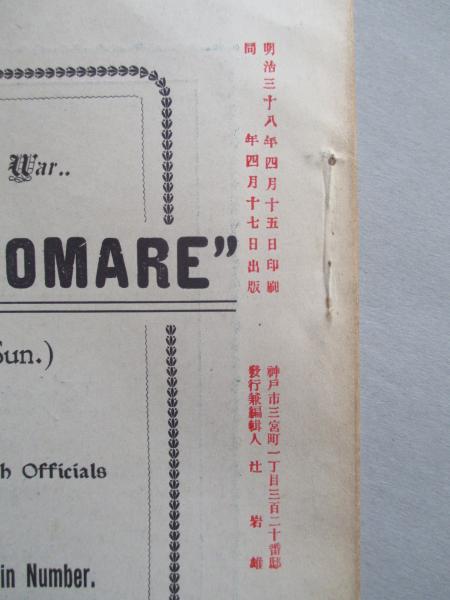 War..
OMARE”
Sun.)
h Officials
in Number.
明治三十八年四月十五日印刷
同 年四月十七日出版
神戸市三宮町一丁目三百二十番邸
發行兼編輯人 辻岩雄